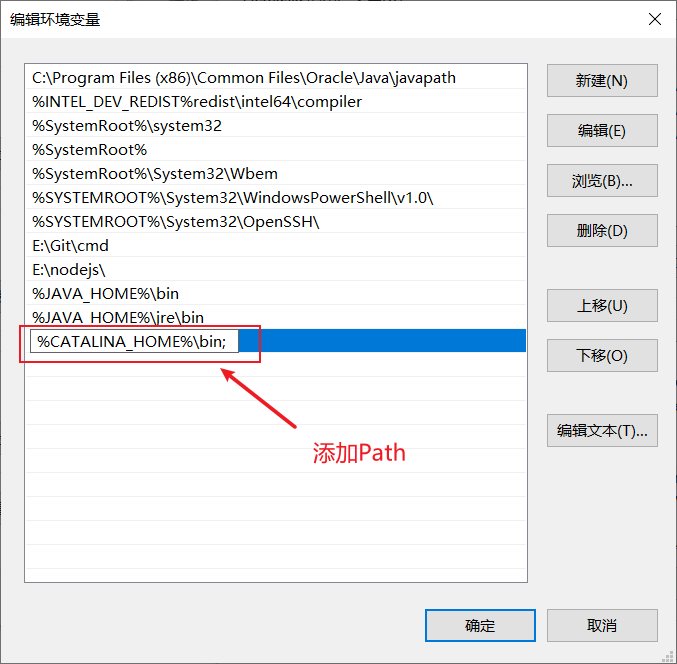 编辑环境变量
C:\Program Files (x86)\Common Files\Oracle\Java\javapath
%INTEL_DEV_REDIST%redist\intel64\compiler
%SystemRoot%\system32
%SystemRoot%
%SystemRoot%\System32\Wbem
%SYSTEMROOT%\System32\WindowsPowerShell\v1.0\
%SYSTEMROOT%\System32\OpenSSH\
E:\Git\cmd
E:\nodejs\
%JAVA_HOME%\bin
%JAVA_HOME%\jre\bin
%CATALINA_HOME%\bin;
添加Path
新建(N)
编辑(E)
浏览(B)...
删除(D)
上移(U)
下移(O)
编辑文本(T)...
确定
取消